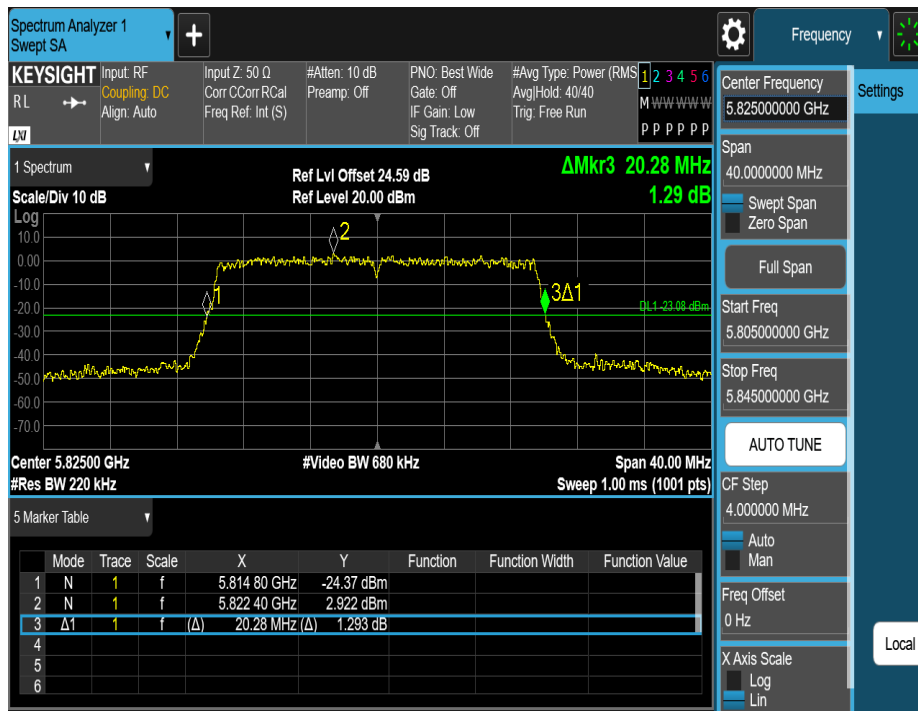 Spectrum Analyzer 1
Swept SA
+
Frequency
KEYSIGHT
RL
LXI
Input: RF
Coupling: DC
Align: Auto
Input Z: 50 Ω
Corr CCorr RCal
Freq Ref: Int (S)
#Atten: 10 dB
Preamp: Off
PNO: Best Wide
Gate: Off
IF Gain: Low
Sig Track: Off
#Avg Type: Power (RMS
Avg|Hold: 40/40
Trig: Free Run
1 2 3 4 5 6
M W W W W W
P P P P P P
Center Frequency
5.825000000 GHz
Settings
Span
40.0000000 MHz
Swept Span
Zero Span
Full Span
Start Freq
5.805000000 GHz
Stop Freq
5.845000000 GHz
AUTO TUNE
CF Step
4.000000 MHz
Auto
Man
Freq Offset
0 Hz
X Axis Scale
Log
Lin
Local
1 Spectrum
Scale/Div 10 dB
Ref Lvl Offset 24.59 dB
Ref Level 20.00 dBm
ΔMkr3 20.28 MHz
1.29 dB
Log
10.0
0.00
-10.0
-20.0
-30.0
-40.0
-50.0
-60.0
-70.0
2
1
3Δ1
DL1 -23.08 dBm
Center 5.82500 GHz
#Res BW 220 kHz
#Video BW 680 kHz
Span 40.00 MHz
Sweep 1.00 ms (1001 pts)
5 Marker Table
Mode Trace Scale X Y Function Function Width Function Value
1 N 1 f 5.814 80 GHz -24.37 dBm
2 N 1 f 5.822 40 GHz 2.922 dBm
3 Δ1 1 f (Δ) 20.28 MHz (Δ) 1.293 dB
4
5
6